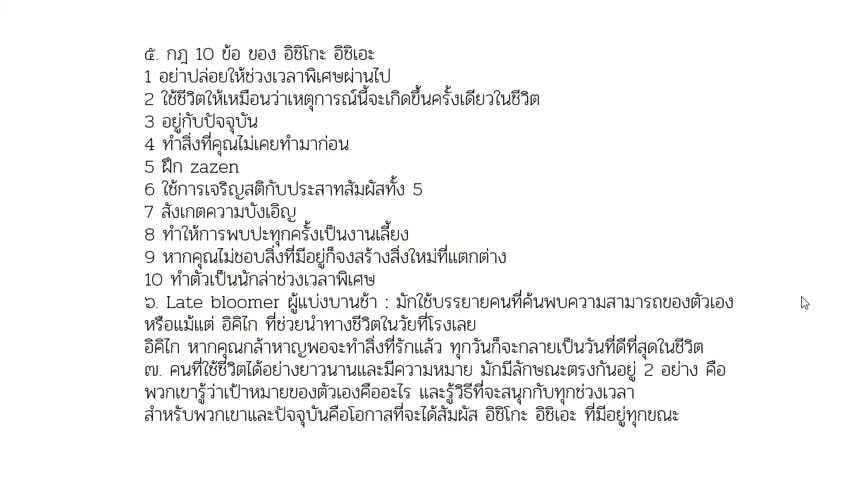 ๕. กฎ 10 ข้อ ของ อิชิโกะ อิชิเอะ
1 อย่าปล่อยให้ช่วงเวลาพิเศษผ่านไป
2 ใช้ชีวิตให้เหมือนว่าเหตุการณ์นี้จะเกิดขึ้นครั้งเดียวในชีวิต
3 อยู่กับปัจจุบัน
4 ทำสิ่งที่คุณไม่เคยทำมาก่อน
5 ฝึก zazen
6 ใช้การเจริญสติกับประสาทสัมผัสทั้ง 5
7 สังเกตความบังเอิญ
8 ทำให้การพบปะทุกครั้งเป็นงานเลี้ยง
9 หากคุณไม่ชอบสิ่งที่มีอยู่ก็จงสร้างสิ่งใหม่ที่แตกต่าง
10 ทำตัวเป็นนักล่าช่วงเวลาพิเศษ
๖. Late bloomer ผู้แบ่งบานช้า : มักใช้บรรยายคนที่ค้นพบความสามารถของตัวเอง
หรือแม้แต่ อิคิไก ที่ช่วยนำทางชีวิตในวัยที่โรงเลย
อิคิไก หากคุณกล้าหาญพอจะทำสิ่งที่รักแล้ว ทุกวันก็จะกลายเป็นวันที่ดีที่สุดในชีวิต
๗. คนที่ใช้ชีวิตได้อย่างยาวนานและมีความหมาย มักมีลักษณะตรงกันอยู่ 2 อย่าง คือ
พวกเขารู้ว่าเป้าหมายของตัวเองคืออะไร และรู้วิธีที่จะสนุกกับทุกช่วงเวลา
สำหรับพวกเขาและปัจจุบันคือโอกาสที่จะได้สัมผัส อิชิโกะ อิชิเอะ ที่มีอยู่ทุกขณะ